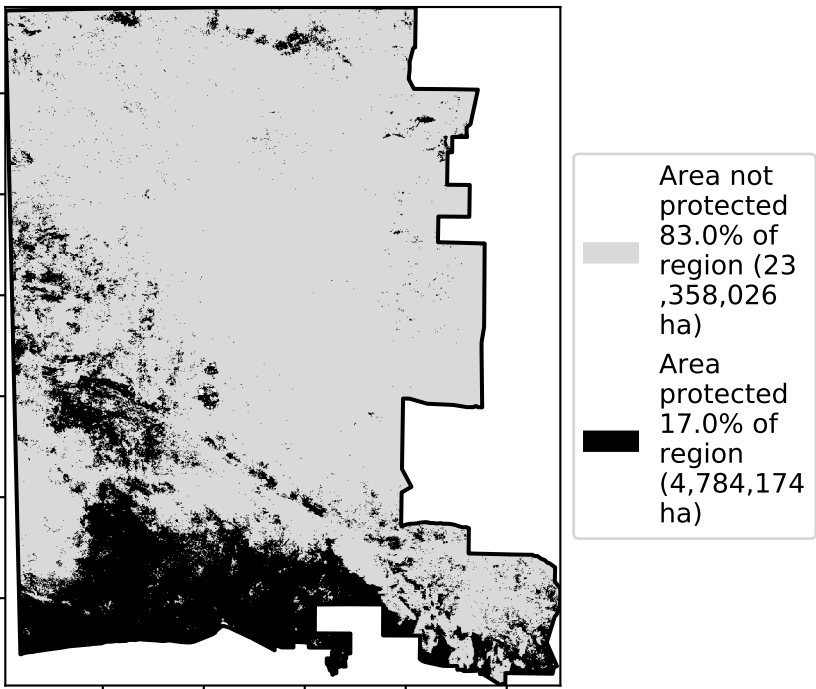 Area not
protected
83.0% of
region (23
,358,026
ha)
Area
protected
17.0% of
region
(4,784,174
ha)